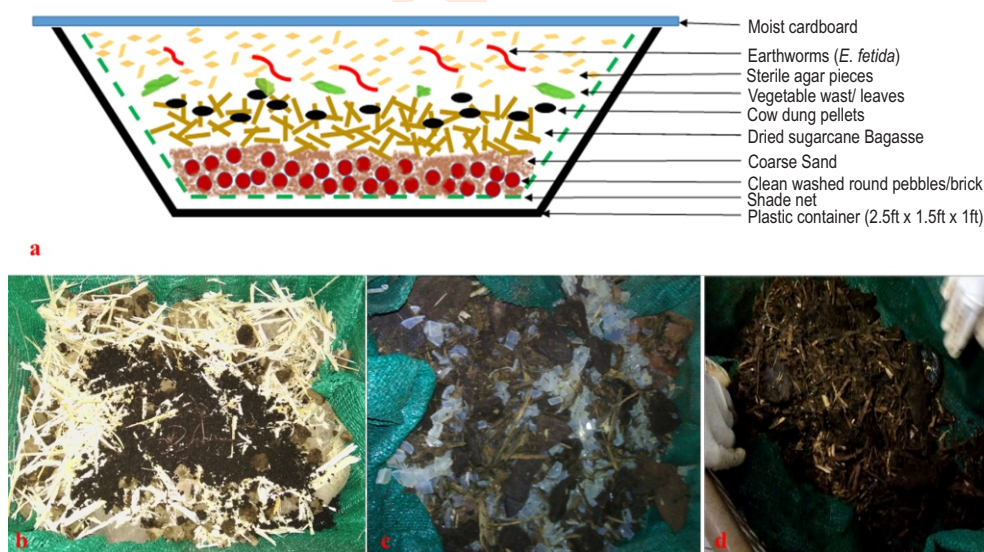 Moist cardboard
Earthworms (E. fetida)
Sterile agar pieces
Vegetable wast/ leaves
Cow dung pellets
Dried sugarcane Bagasse
Coarse Sand
Clean washed round pebbles/brick
Shade net
Plastic container (2.5ft x 1.5ft x 1ft)
a
b
c
d